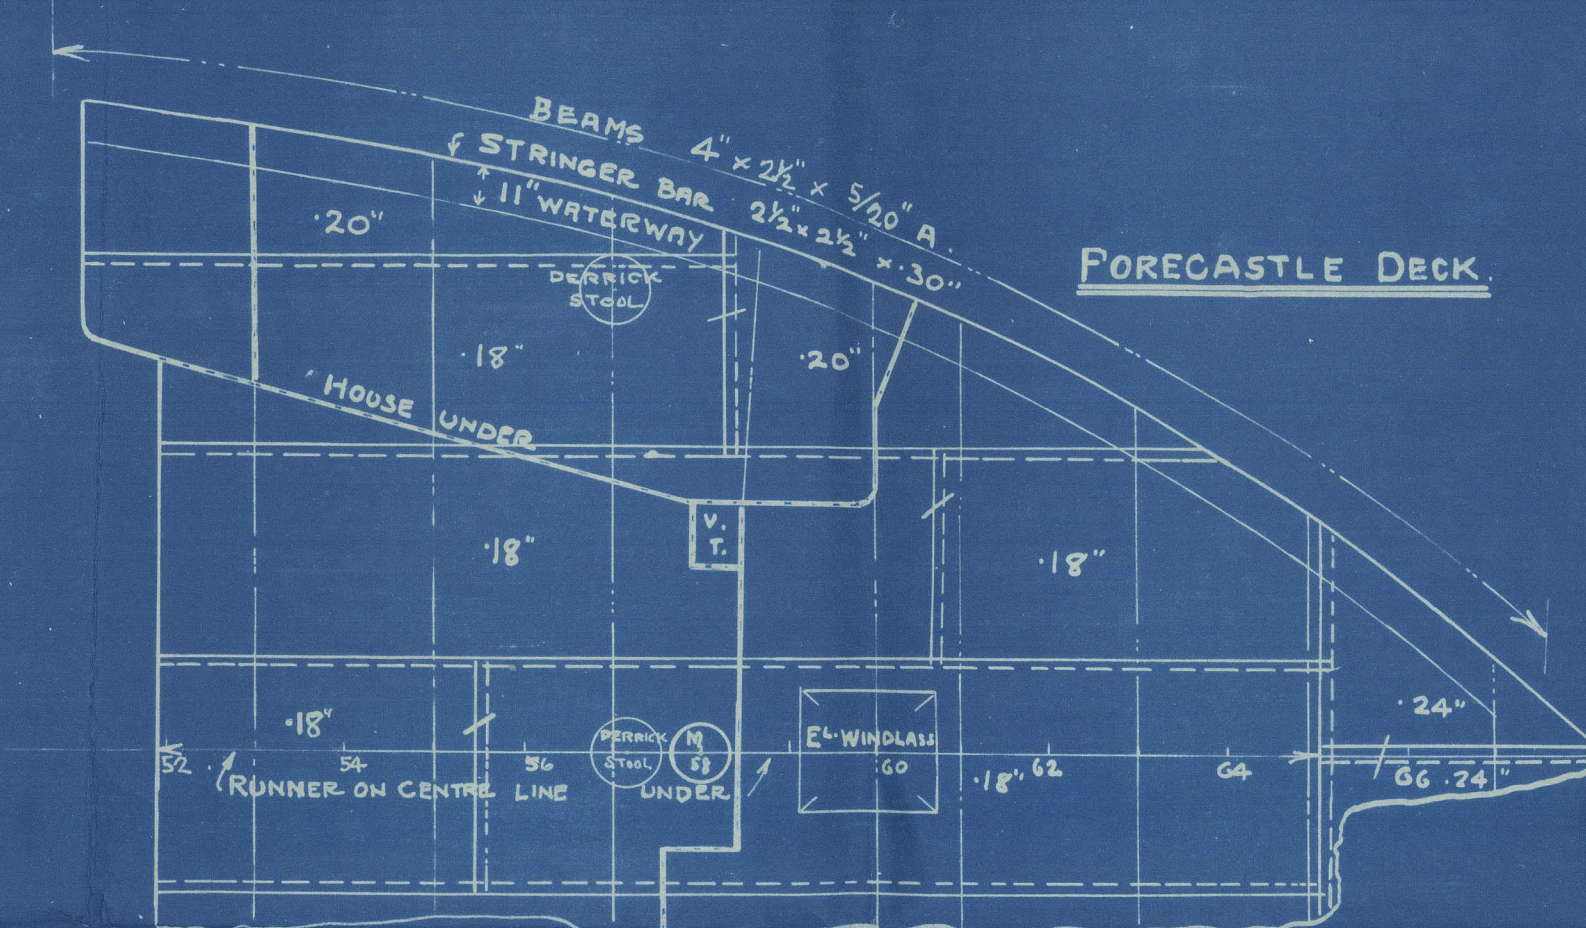 BEAMS 4" x 2½" x 5/20" A.
STRINGER BAR 2½" x 2½" x .30"
11" WATERWAY
.20"
FORECASTLE DECK.
DERRICK
STOOL
.18"
.20"
HOUSE UNDER
V.
T.
.18"
.18"
.18"
DERRICK
STOOL
M
58
EL. WINDLASS
.24"
52 54 56 60 62 64 66 .24"
.18"
RUNNER ON CENTRE LINE UNDER